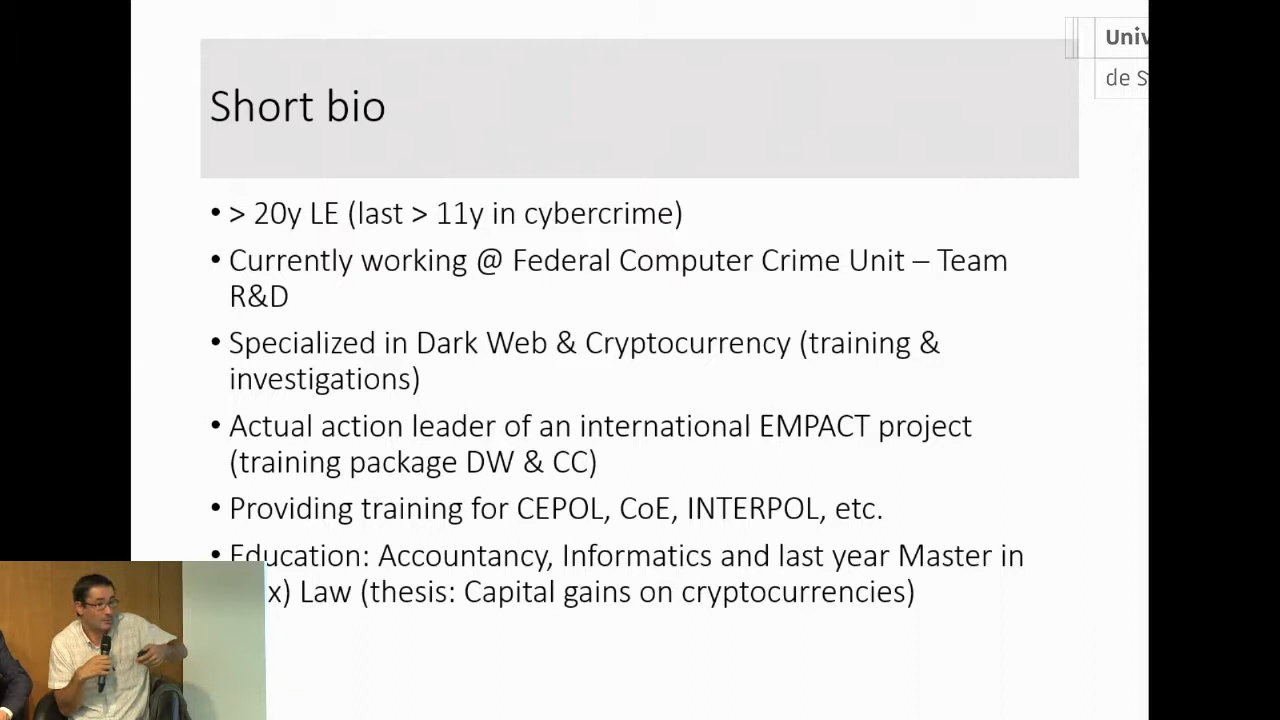 Univ
de S
Short bio
• > 20y LE (last > 11y in cybercrime)
• Currently working @ Federal Computer Crime Unit – Team
R&D
• Specialized in Dark Web & Cryptocurrency (training &
investigations)
• Actual action leader of an international EMPACT project
(training package DW & CC)
• Providing training for CEPOL, CoE, INTERPOL, etc.
• Education: Accountancy, Informatics and last year Master in
x) Law (thesis: Capital gains on cryptocurrencies)